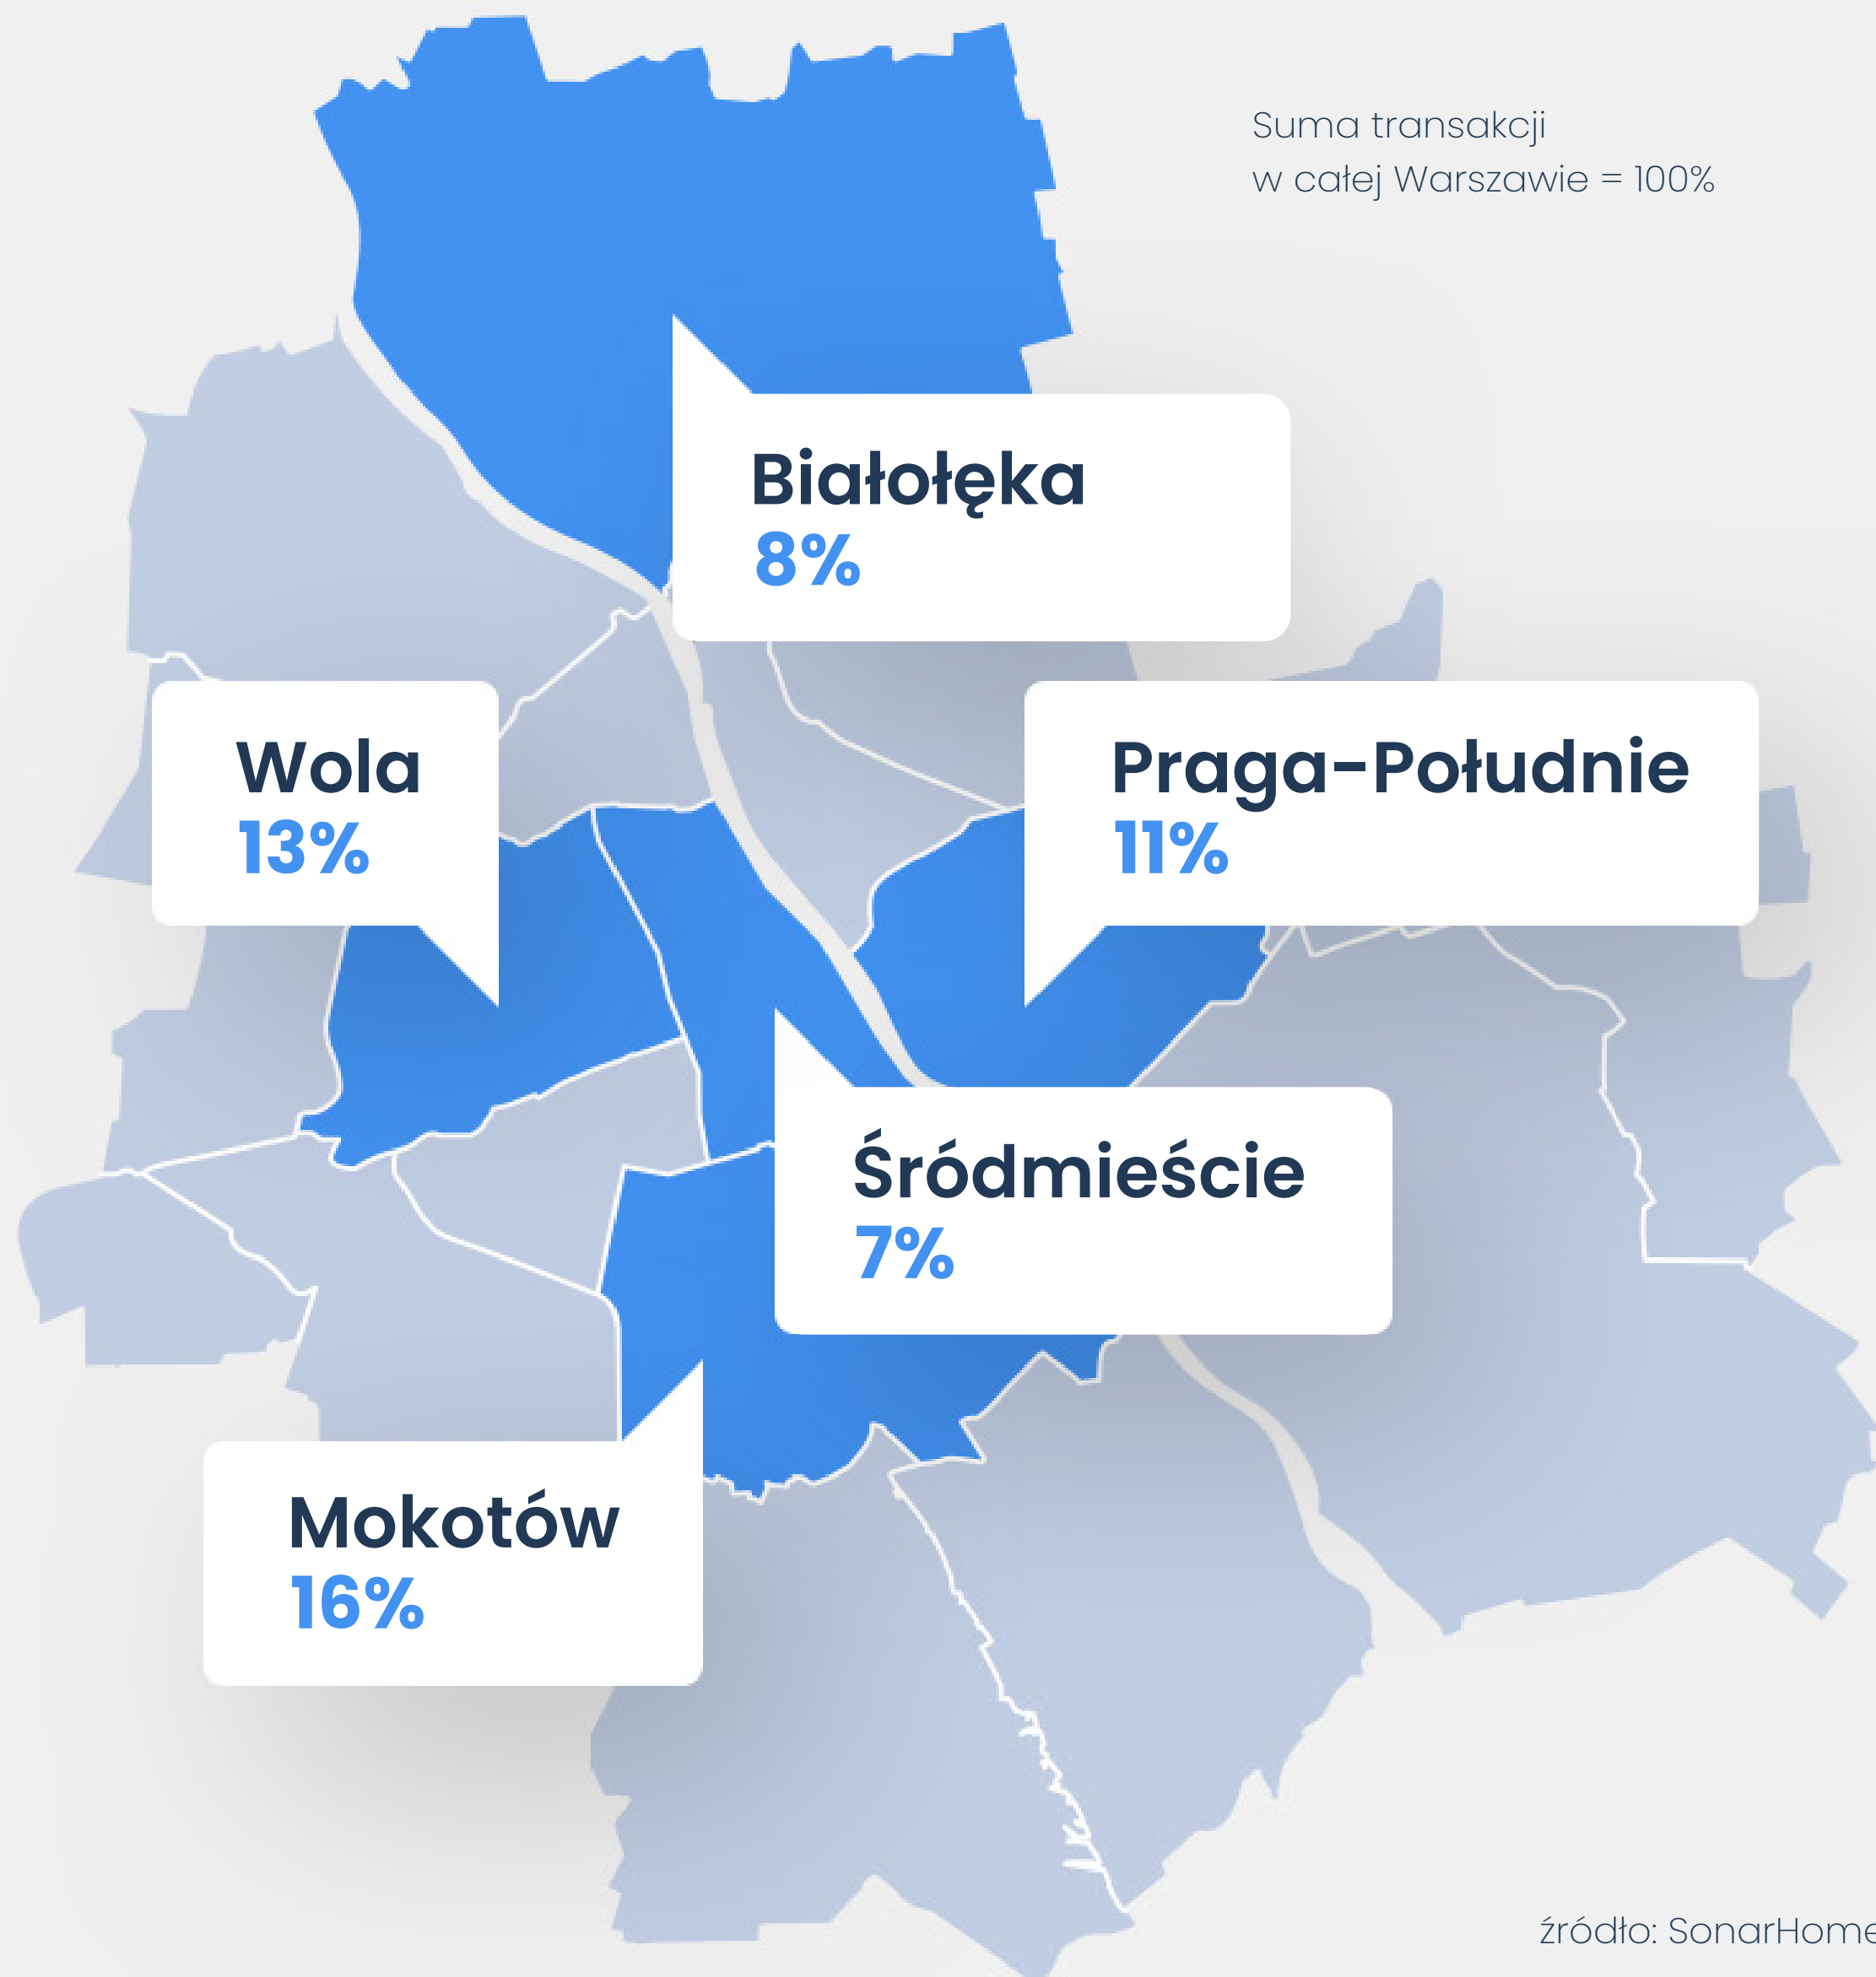 Suma transakcji
w całej Warszawie = 100%
Białołęka
8%
Wola
13%
Praga-Południe
11%
Śródmieście
7%
Mokotów
16%
źródło: SonarHome